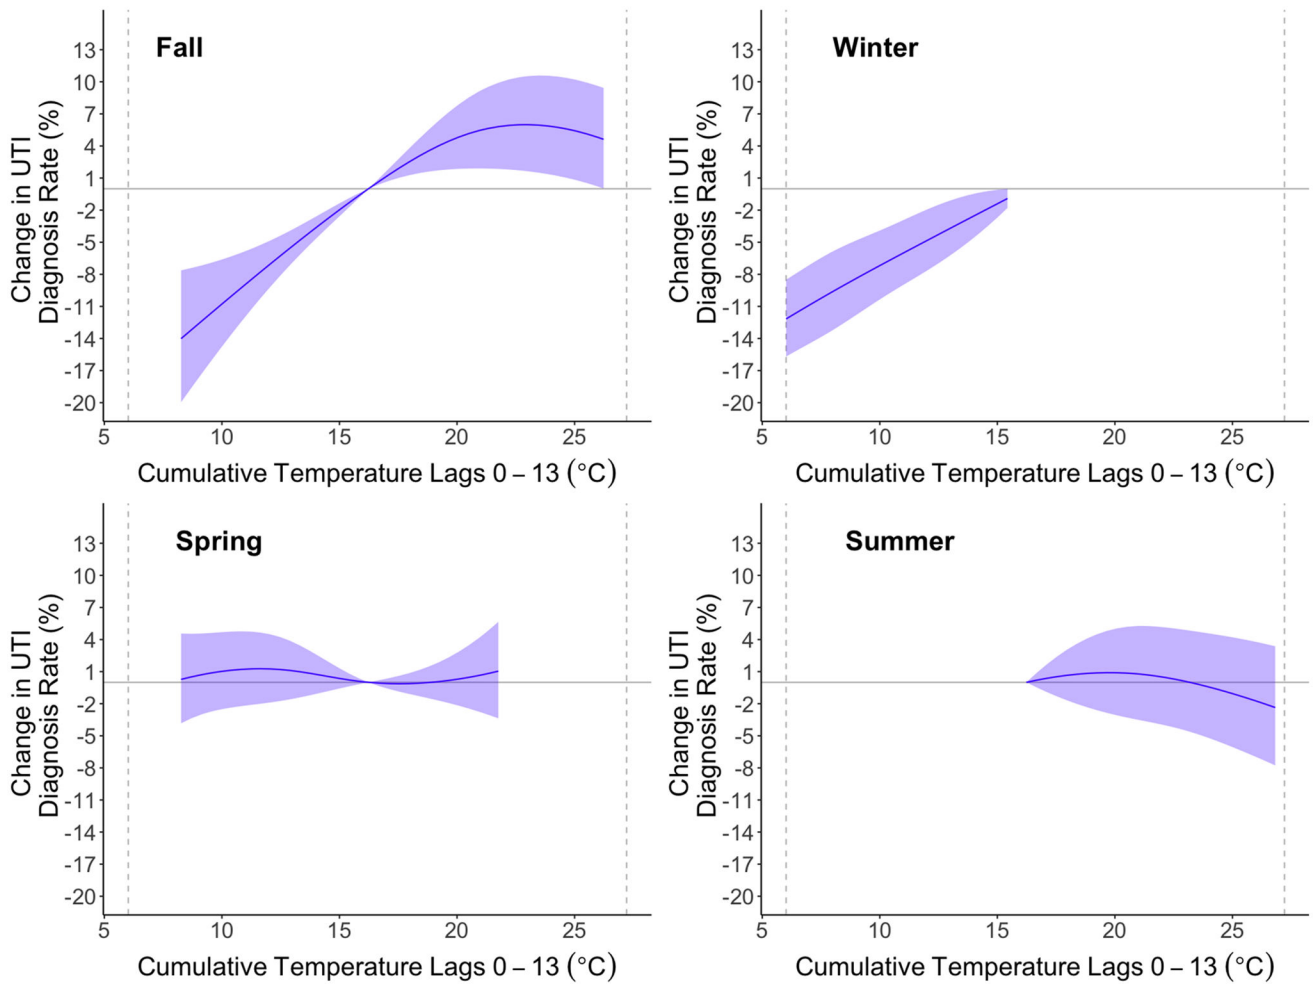 Fall
Change in UTI
Diagnosis Rate (%)
13
10
7
4
1
-2
-5
-8
-11
-14
-17
-20
5 10 15 20 25
Cumulative Temperature Lags 0 – 13 (°C)
Winter
Change in UTI
Diagnosis Rate (%)
13
10
7
4
1
-2
-5
-8
-11
-14
-17
-20
5 10 15 20 25
Cumulative Temperature Lags 0 – 13 (°C)
Spring
Change in UTI
Diagnosis Rate (%)
13
10
7
4
1
-2
-5
-8
-11
-14
-17
-20
5 10 15 20 25
Cumulative Temperature Lags 0 – 13 (°C)
Summer
Change in UTI
Diagnosis Rate (%)
13
10
7
4
1
-2
-5
-8
-11
-14
-17
-20
5 10 15 20 25
Cumulative Temperature Lags 0 – 13 (°C)